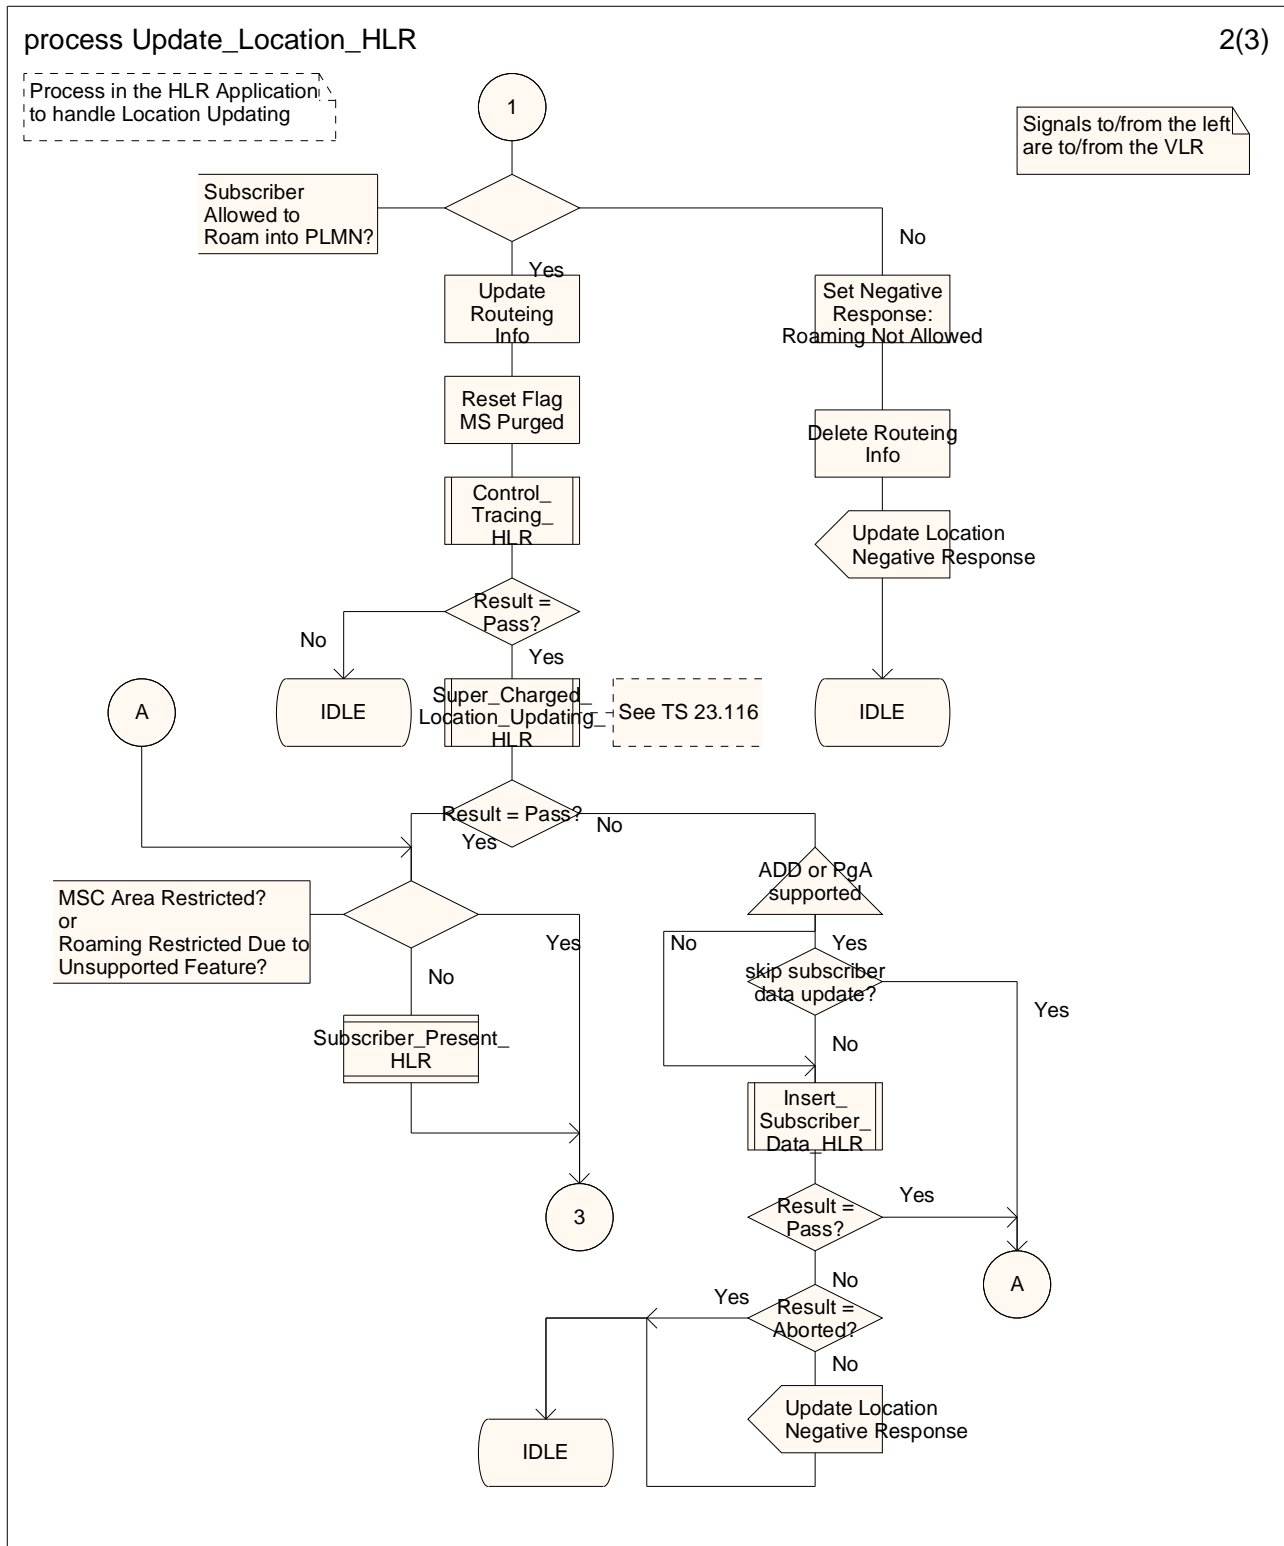 process Update_Location_HLR
2(3)
Process in the HLR Application
to handle Location Updating
1
Signals to/from the left
are to/from the VLR
Subscriber
Allowed to
Roam into PLMN?
No
Yes
Update
Routeing
Info
Set Negative
Response:
Roaming Not Allowed
Reset Flag
MS Purged
Delete Routeing
Info
Control_
Tracing_
HLR
Update Location
Negative Response
Result =
Pass?
No
Yes
A
IDLE
Super_Charged_
Location_Updating_
HLR
See TS 23.116
IDLE
Result = Pass?
No
Yes
ADD or PgA
supported
MSC Area Restricted?
or
Roaming Restricted Due to
Unsupported Feature?
Yes
No
Yes
No
skip subscriber
data update?
Yes
Subscriber_Present_
HLR
No
Insert_
Subscriber_
Data_HLR
3
Result =
Pass?
Yes
No
A
Yes
Result =
Aborted?
No
Update Location
Negative Response
IDLE